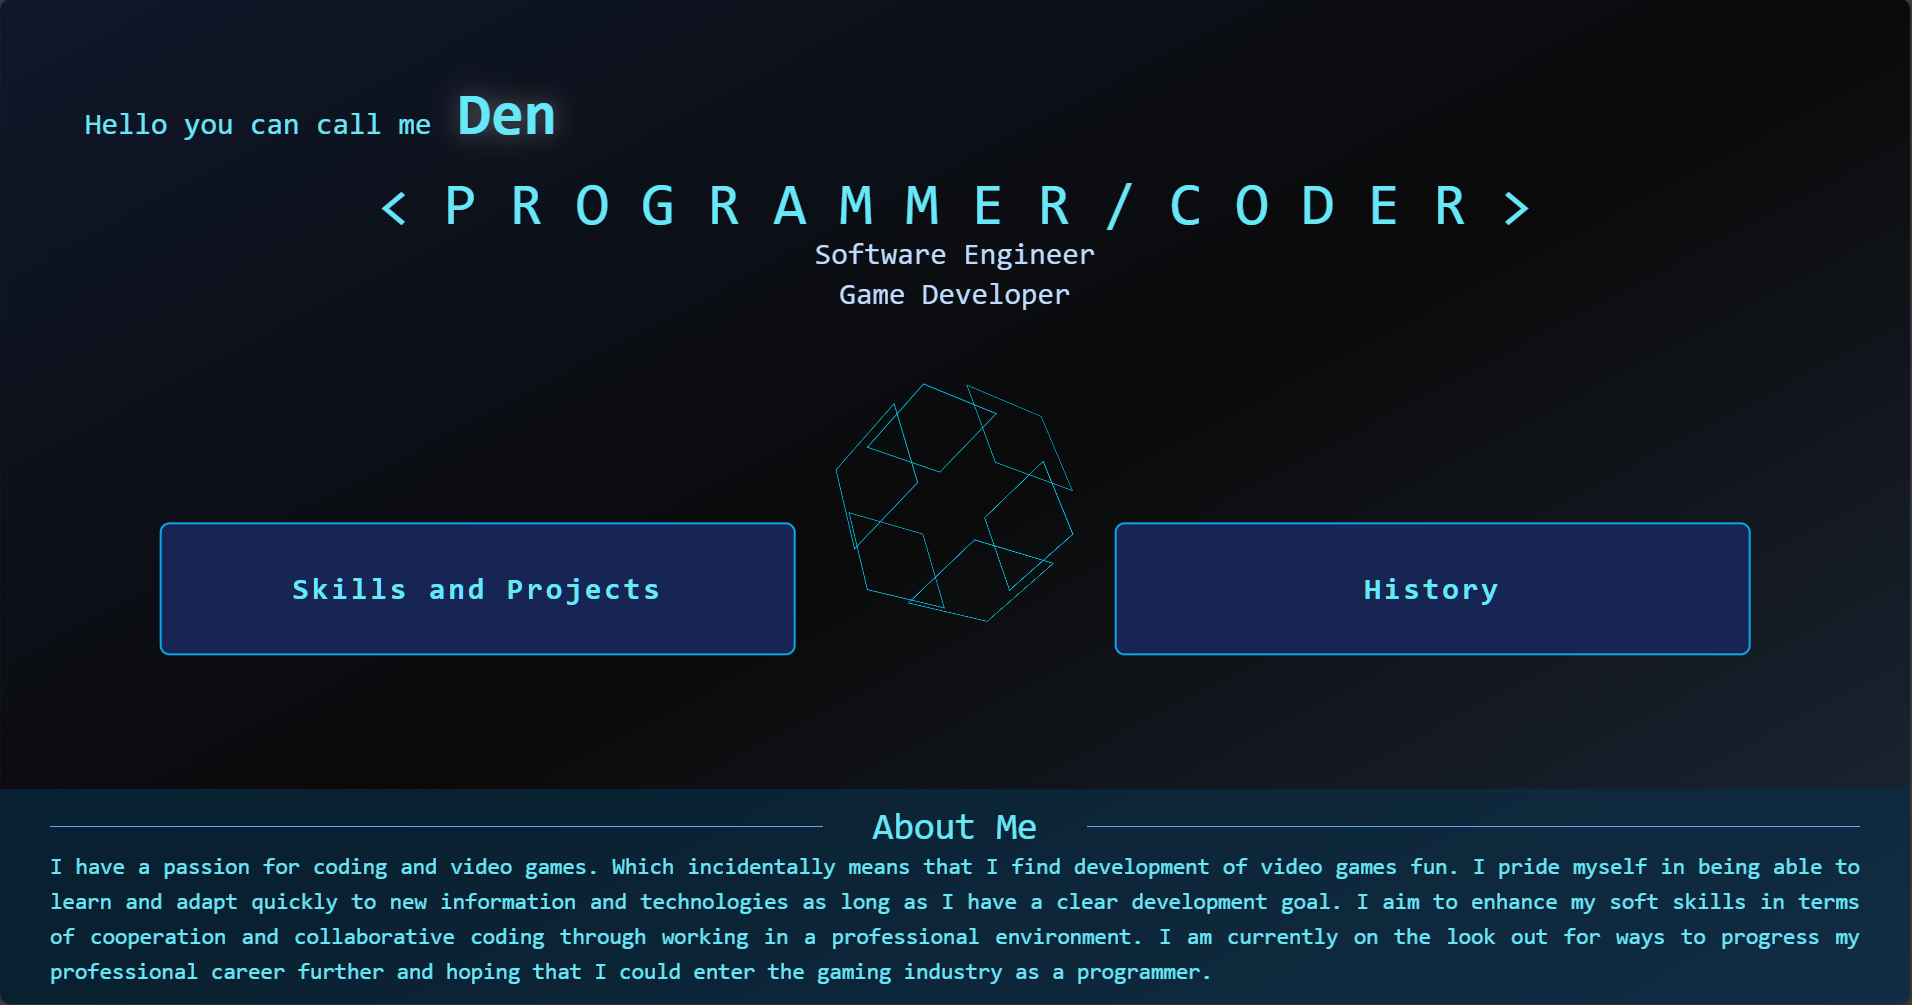 Hello you can call me Den
<PROGRAMMER/CODER>
Software Engineer
Game Developer
Skills and Projects
History
About Me
I have a passion for coding and video games. Which incidentally means that I find development of video games fun. I pride myself in being able to
learn and adapt quickly to new information and technologies as long as I have a clear development goal. I aim to enhance my soft skills in terms
of cooperation and collaborative coding through working in a professional environment. I am currently on the look out for ways to progress my
professional career further and hoping that I could enter the gaming industry as a programmer.